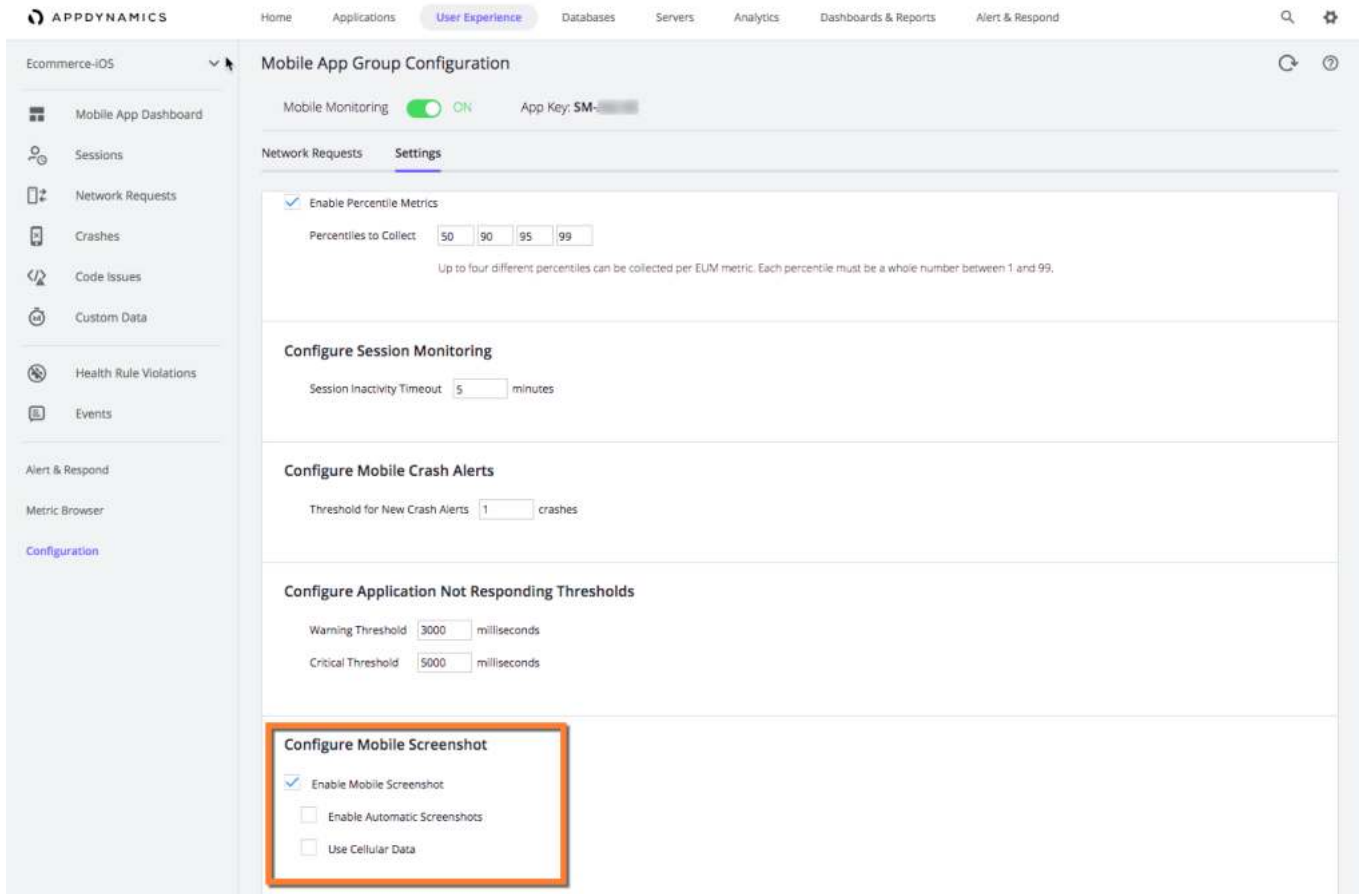 APPDYNAMICS
Home Applications User Experience Databases Servers Analytics Dashboards & Reports Alert & Respond
Ecommerce-iOS
Mobile App Dashboard
Sessions
Network Requests
Crashes
Code Issues
Custom Data
Health Rule Violations
Events
Alert & Respond
Metric Browser
Configuration
Mobile App Group Configuration
Mobile Monitoring ON App Key: SM-
Network Requests Settings
Enable Percentile Metrics
Percentiles to Collect 50 90 95 99
Up to four different percentiles can be collected per EUM metric. Each percentile must be a whole number between 1 and 99.
Configure Session Monitoring
Session Inactivity Timeout 5 minutes
Configure Mobile Crash Alerts
Threshold for New Crash Alerts 1 crashes
Configure Application Not Responding Thresholds
Warning Threshold 3000 milliseconds
Critical Threshold 5000 milliseconds
Configure Mobile Screenshot
Enable Mobile Screenshot
Enable Automatic Screenshots
Use Cellular Data